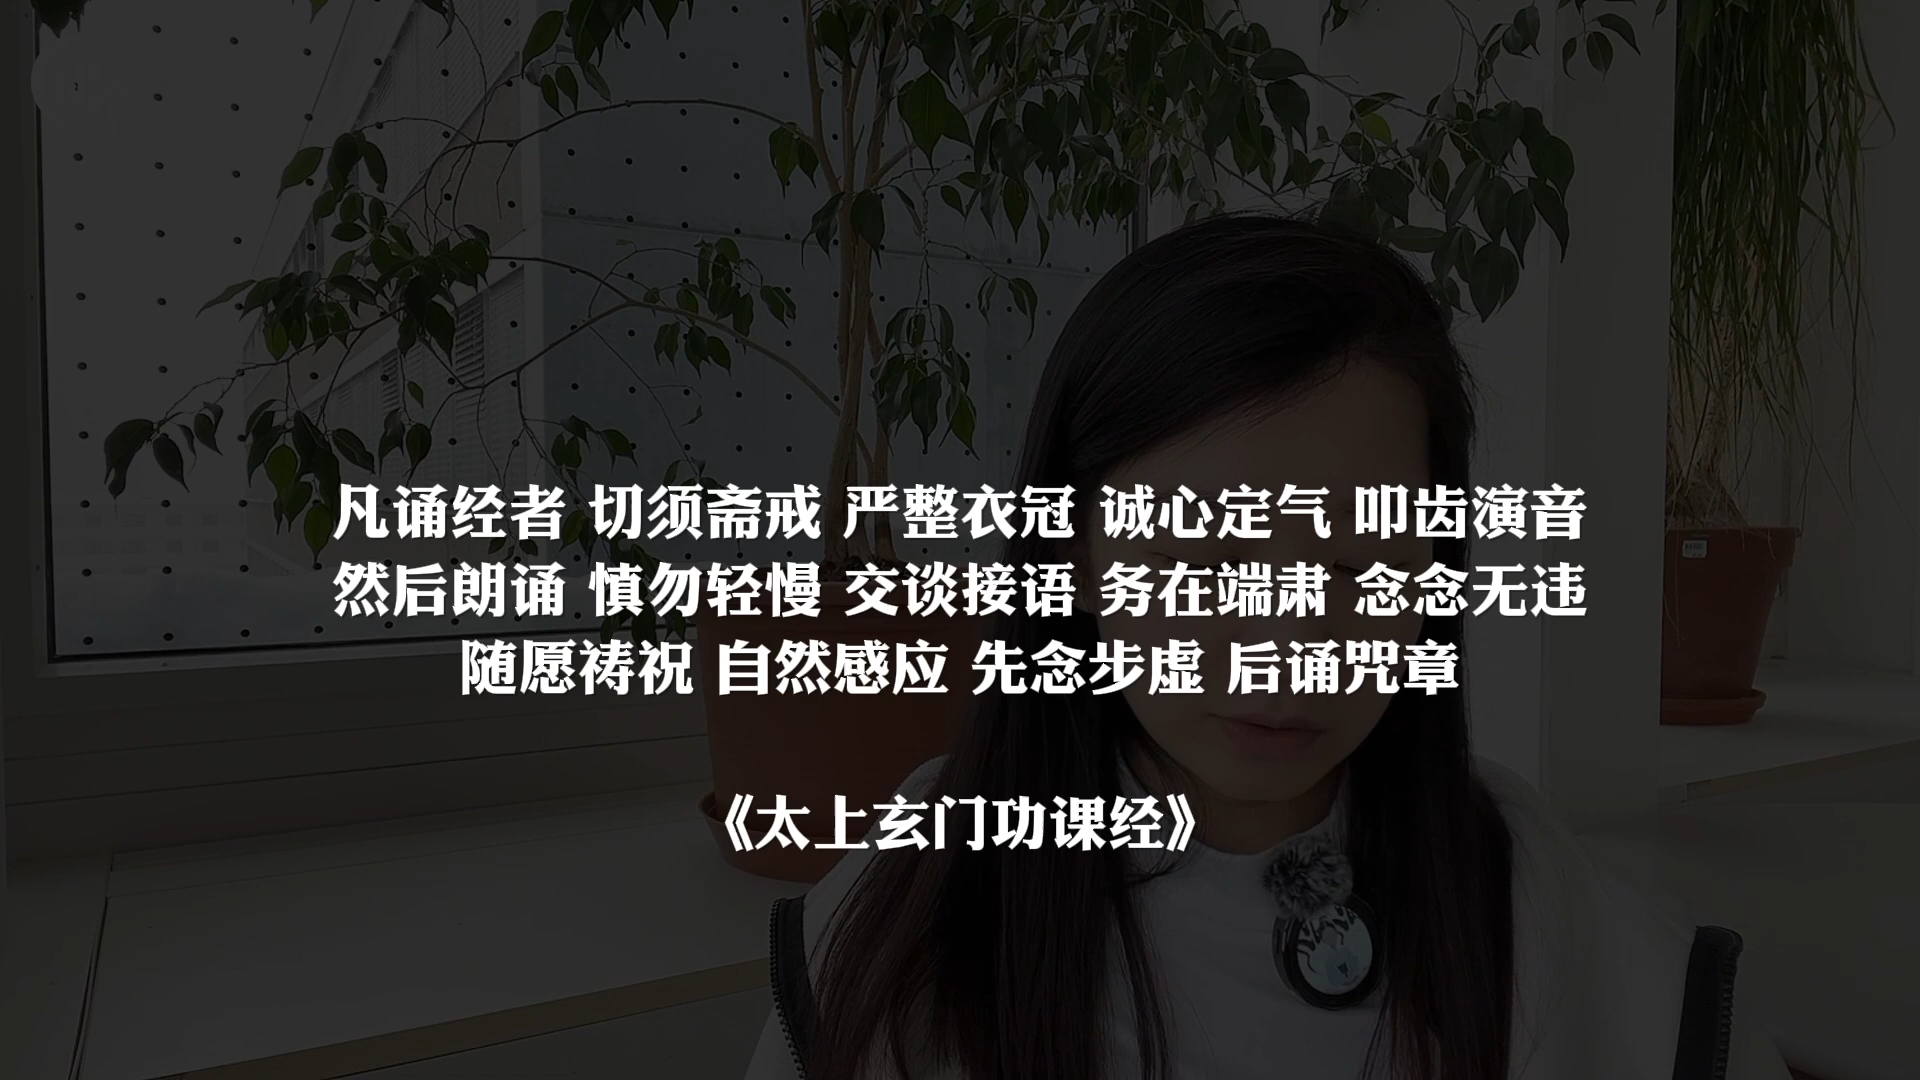 凡诵经者 切须斋戒 严整衣冠 诚心定气 叩齿演音
然后朗诵 慎勿轻慢 交谈接语 务在端肃 念念无违
随愿祷祝 自然感应 先念步虚 后诵咒章
《太上玄门功课经》